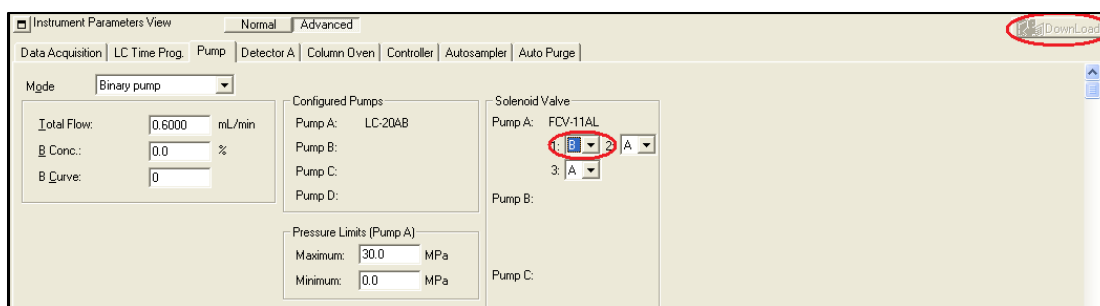 Instrument Parameters View Normal Advanced DownLoad
Data Acquisition LC Time Prog. Pump Detector A Column Oven Controller Autosampler Auto Purge
Mode Binary pump
Total Flow: 0.6000 mL/min
B Conc.: 0.0 %
B Curve: 0
Configured Pumps
Pump A: LC-20AB
Pump B:
Pump C:
Pump D:
Pressure Limits (Pump A)
Maximum: 30.0 MPa
Minimum: 0.0 MPa
Solenoid Valve
Pump A: FCV-11AL
1: B 2: A
3: A
Pump B:
Pump C: